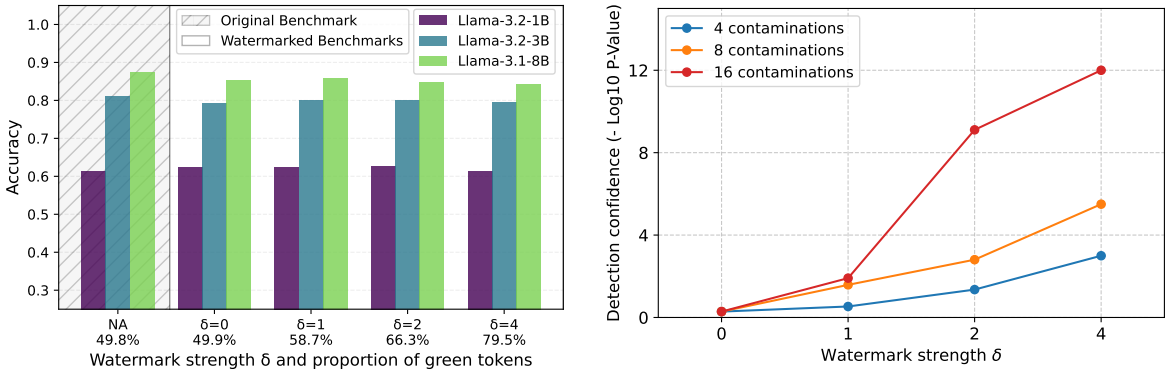 Original Benchmark
Watermarked Benchmarks
Llama-3.2-1B
Llama-3.2-3B
Llama-3.1-8B
Accuracy
1.0
0.9
0.8
0.7
0.6
0.5
0.4
0.3
NA
49.8%
δ=0
49.9%
δ=1
58.7%
δ=2
66.3%
δ=4
79.5%
Watermark strength δ and proportion of green tokens
4 contaminations
8 contaminations
16 contaminations
Detection confidence (- Log10 P-Value)
12
8
4
0
0
1
2
4
Watermark strength δ